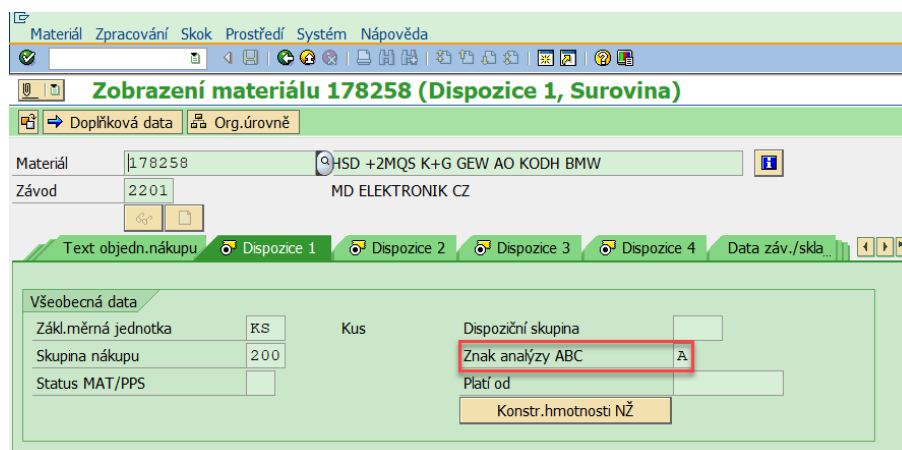 Materiál Zpracování Skok Prostředí Systém Nápověda
Zobrazení materiálu 178258 (Dispozice 1, Surovina)
Doplňková data Org.úrovně
Materiál 178258 HSD +2MQS K+G GEW AO KODH BMW
Závod 2201 MD ELEKTRONIK CZ
Text objedn.nákupu Dispozice 1 Dispozice 2 Dispozice 3 Dispozice 4 Data záv./skla...
Všeobecná data
Zákl.měrná jednotka KS Kus Dispoziční skupina
Skupina nákupu 200 Znak analýzy ABC A
Status MAT/PPS Platí od
Konstr.hmotnosti NŽ